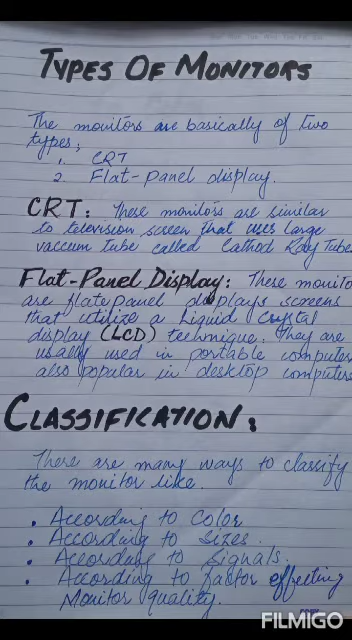 TYPES OF MONITORS
The monitors are basically of two
types;
1. CRT
2. Flat-panel display.
CRT: These monitors are similar
to television screen that uses large
vaccum tube called Cathod Ray Tube
Flat-Panel Display: These monito
are flate panel displays screens
that utilize a Liquid Crystal
display (LCD) technique. They are
usually used in portable computer
also popular in desktop computers
CLASSIFICATION:
There are many ways to classify
the monitor like.
• According to Color
• According to sizes.
• According to signals.
• According to factor effecting
Monitor quality.
FILMIGO